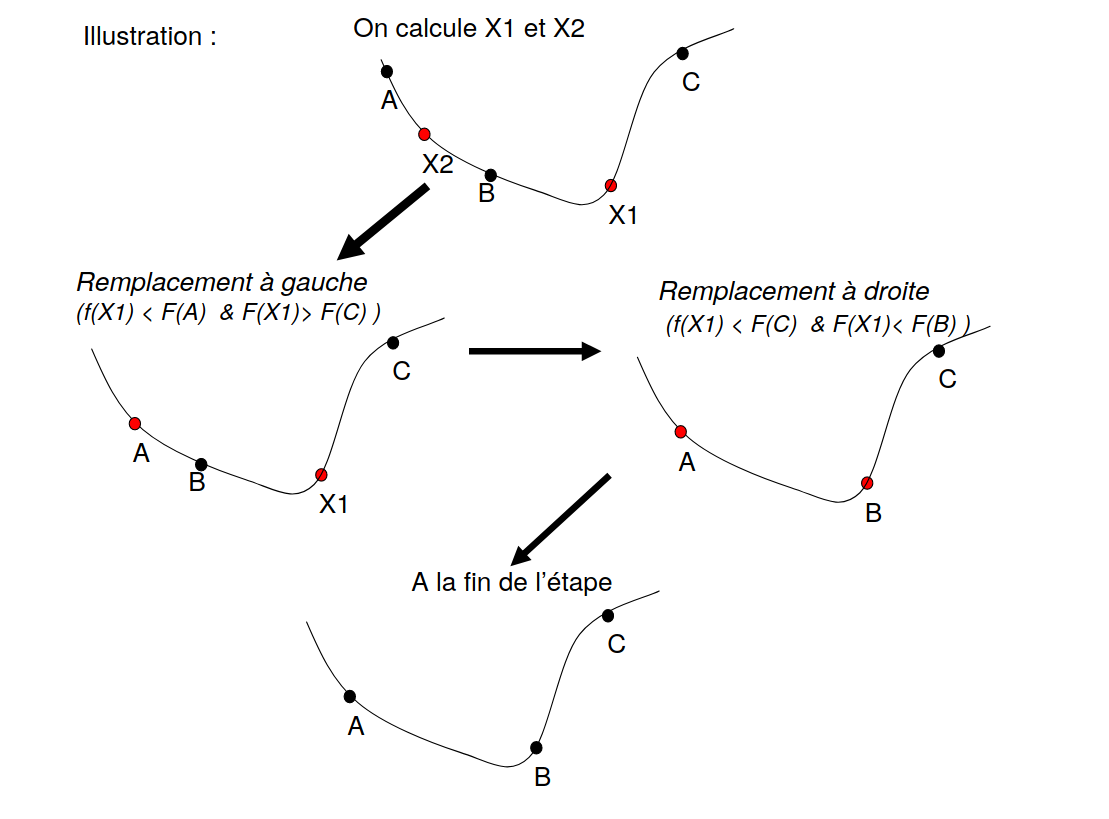 Illustration :
On calcule X1 et X2
A
C
X2
B
X1
Remplacement à gauche
(f(X1) < F(A) & F(X1)> F(C) )
C
A
B
X1
Remplacement à droite
(f(X1) < F(C) & F(X1)< F(B) )
C
A
B
A la fin de l'étape
C
A
B